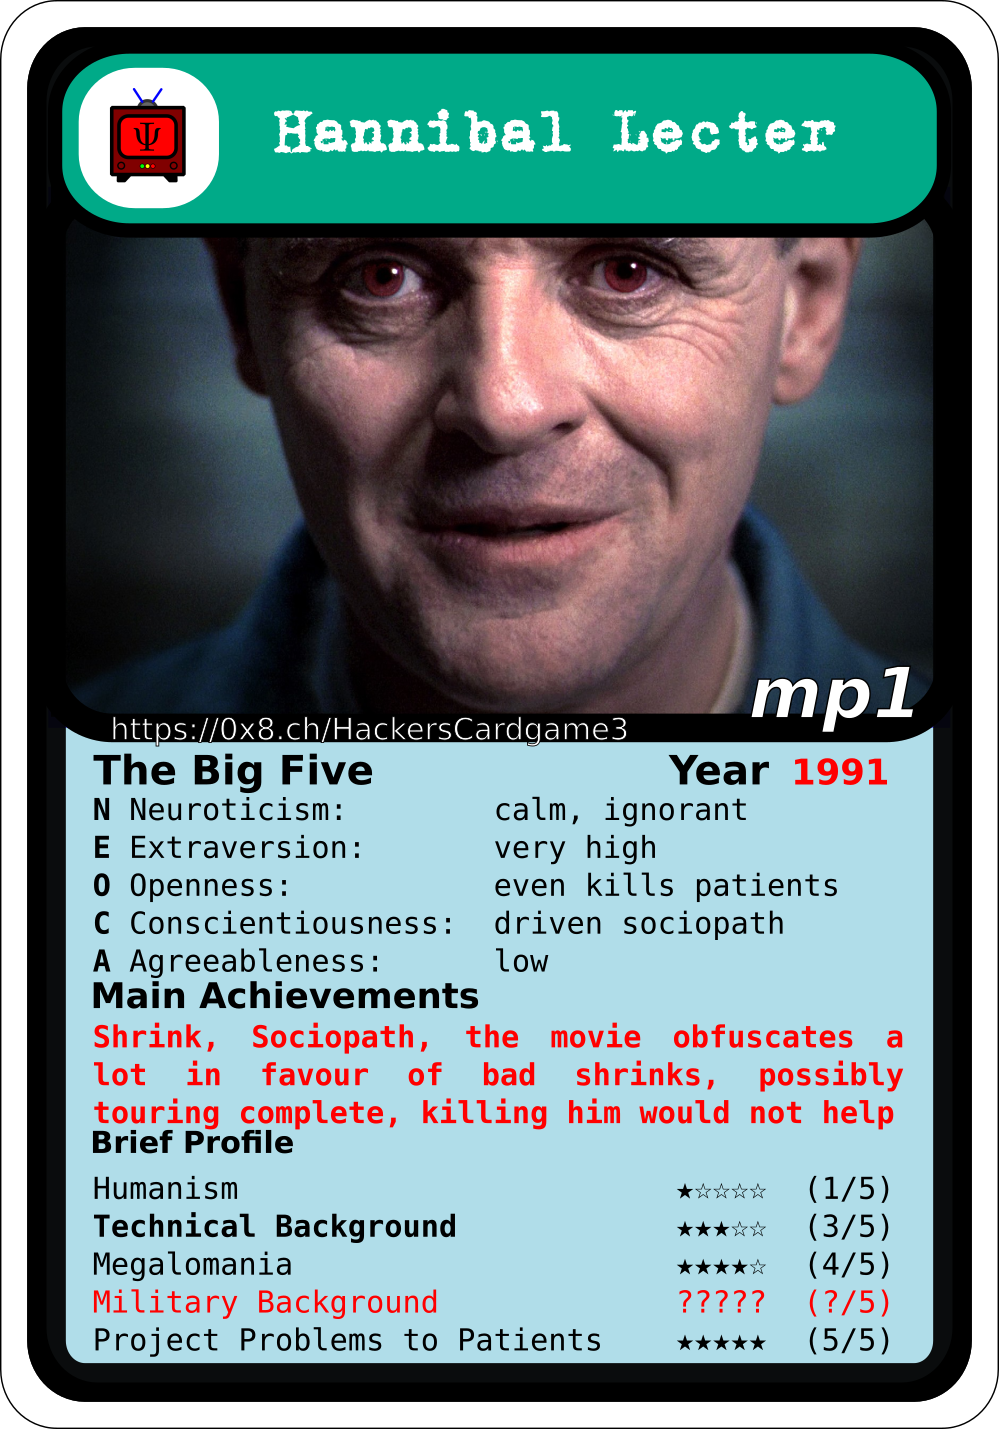 Ψ
Hannibal Lecter
mp1
https://0x8.ch/HackersCardgame3
The Big Five Year 1991
N Neuroticism: calm, ignorant
E Extraversion: very high
O Openness: even kills patients
C Conscientiousness: driven sociopath
A Agreeableness: low
Main Achievements
Shrink, Sociopath, the movie obfuscates a
lot in favour of bad shrinks, possibly
touring complete, killing him would not help
Brief Profile
Humanism ★☆☆☆☆ (1/5)
Technical Background ★★★☆☆ (3/5)
Megalomania ★★★★☆ (4/5)
Military Background ????? (?/5)
Project Problems to Patients ★★★★★ (5/5)